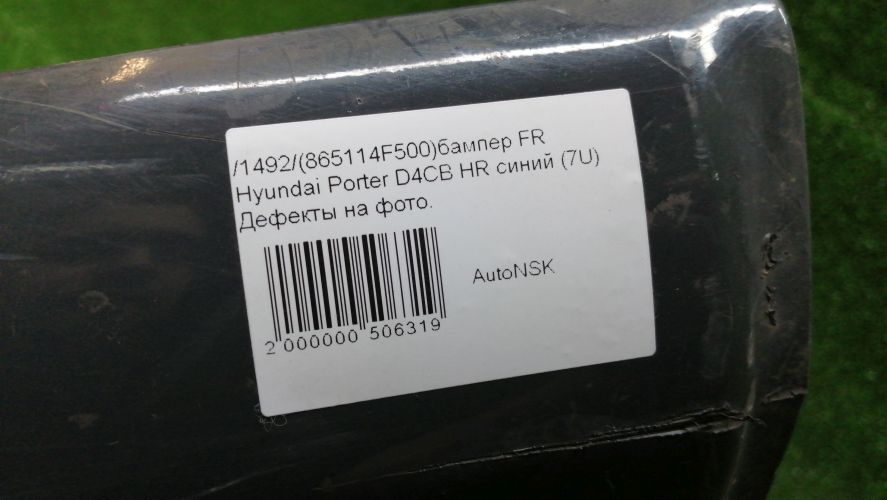 /1492/(865114F500)бампер FR
Hyundai Porter D4CB HR синий (7U)
Дефекты на фото.
AutoNSK
2 000000 506319